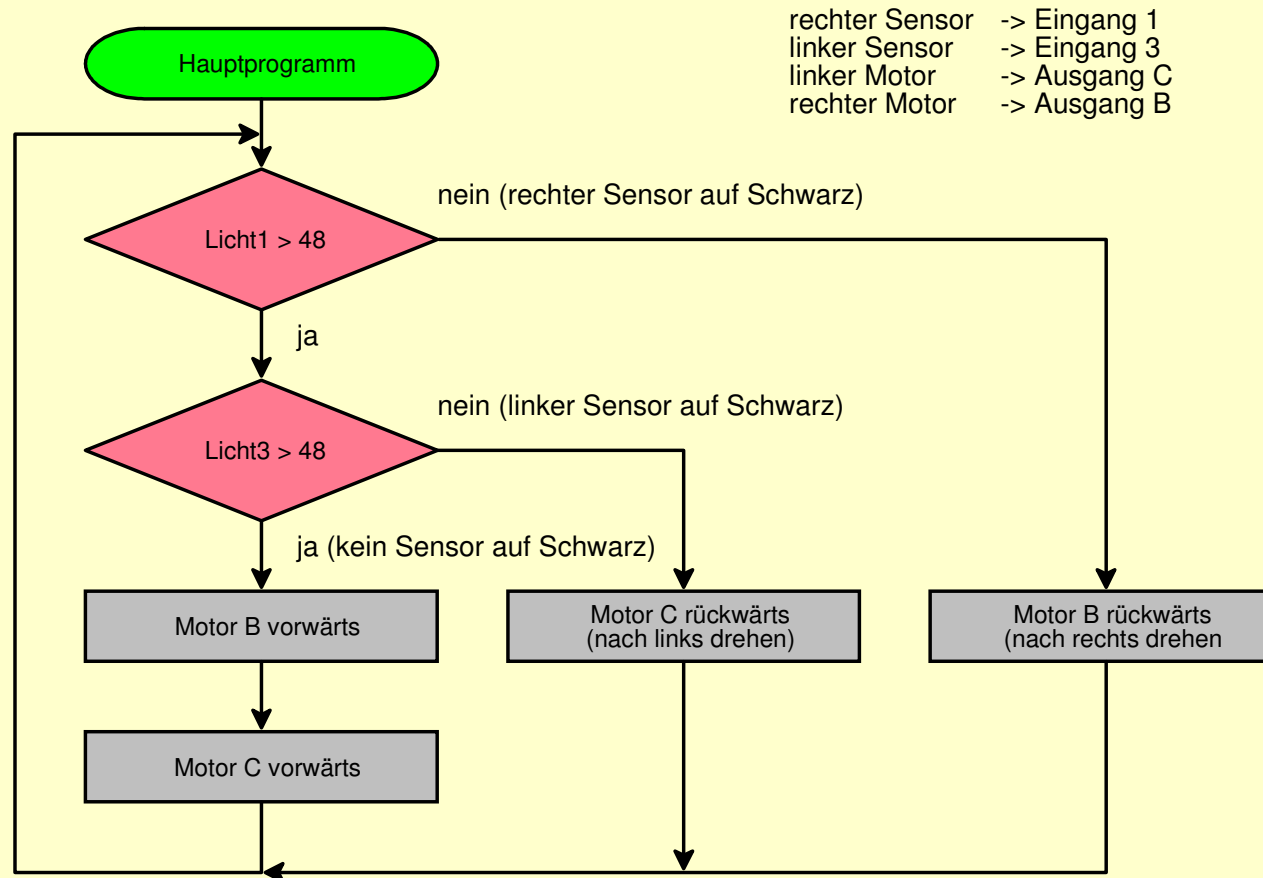 rechter Sensor -> Eingang 1
linker Sensor -> Eingang 3
linker Motor -> Ausgang C
rechter Motor -> Ausgang B
Hauptprogramm
nein (rechter Sensor auf Schwarz)
Licht1 > 48
ja
nein (linker Sensor auf Schwarz)
Licht3 > 48
ja (kein Sensor auf Schwarz)
Motor B vorwärts
Motor C rückwärts
(nach links drehen)
Motor B rückwärts
(nach rechts drehen
Motor C vorwärts